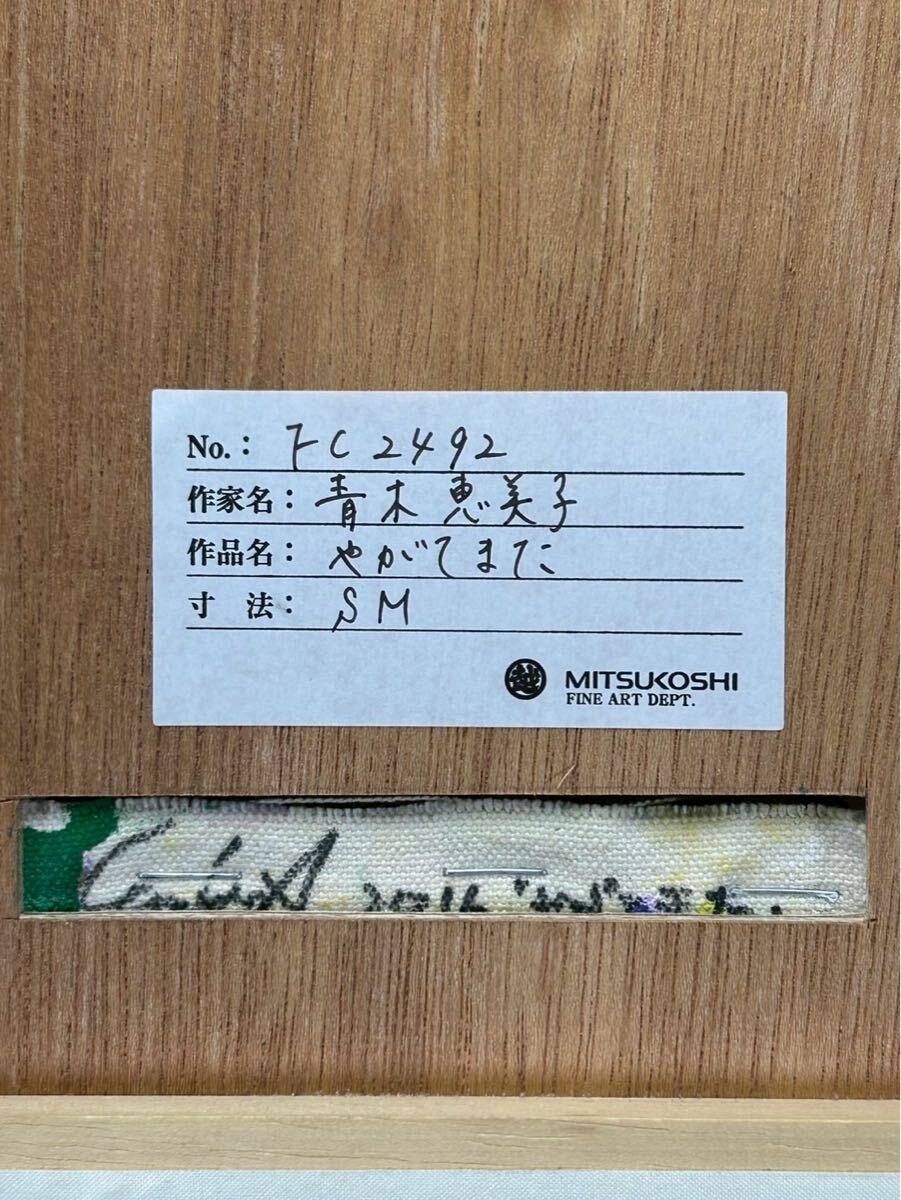 No.: FC2492
作家名: 青木恵美子
作品名: やがてまた
寸 法: SM
越 MITSUKOSHI
FINE ART DEPT.